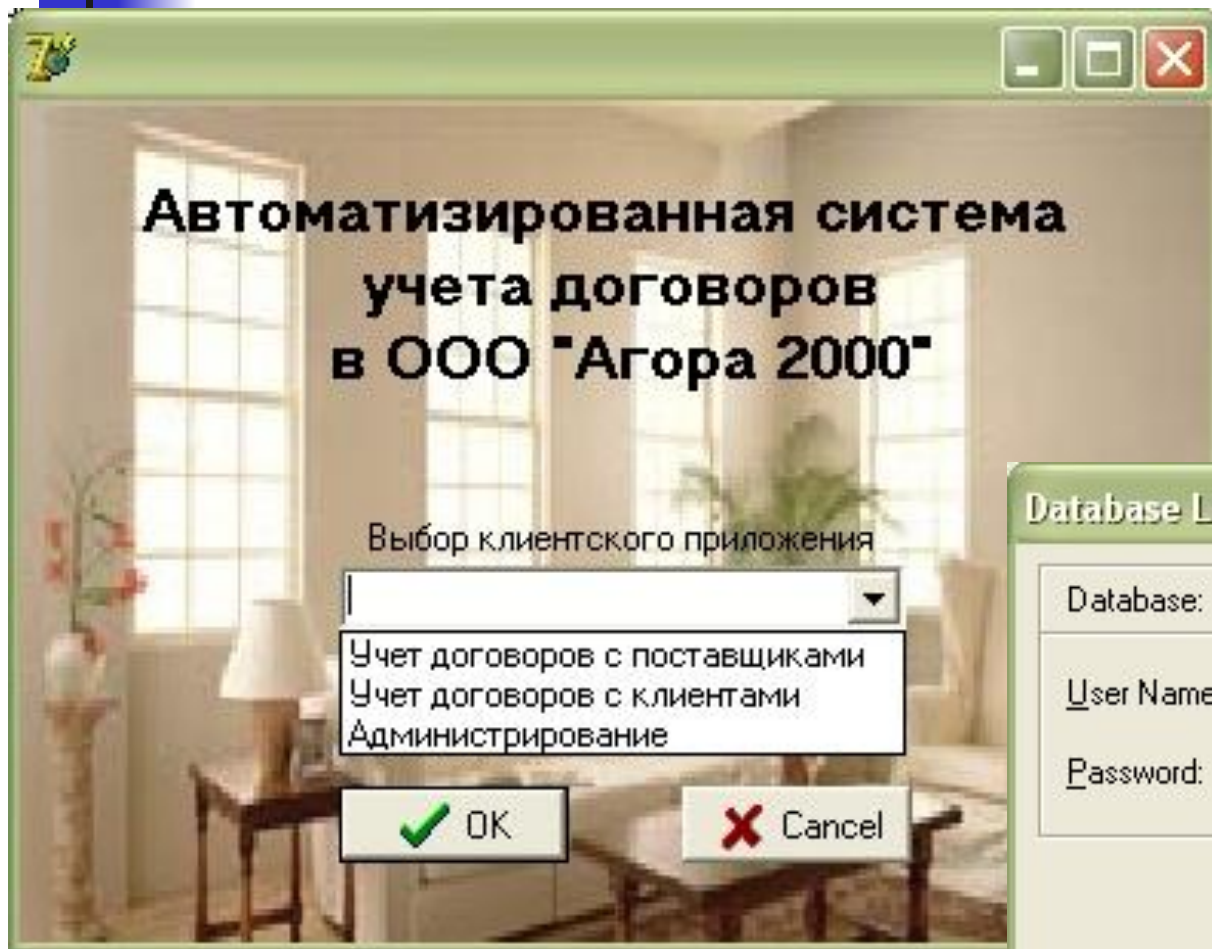 Автоматизированная система
учета договоров
в ООО "Агора 2000"
Выбор клиентского приложения
Учет договоров с поставщиками
Учет договоров с клиентами
Администрирование
OK
Cancel
Database L
Database:
User Name
Password: